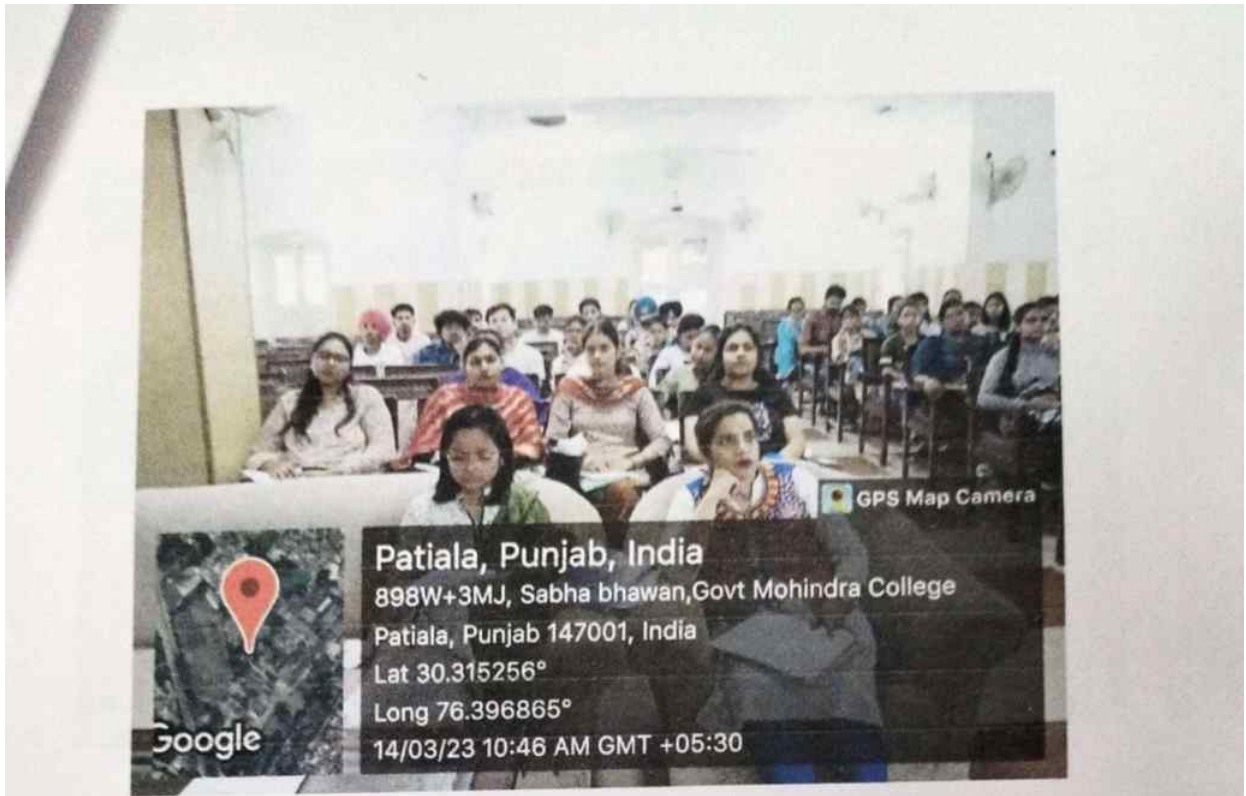 GPS Map Camera
Patiala, Punjab, India
898W+3MJ, Sabha bhawan,Govt Mohindra College
Patiala, Punjab 147001, India
Lat 30.315256°
Long 76.396865°
14/03/23 10:46 AM GMT +05:30
Google